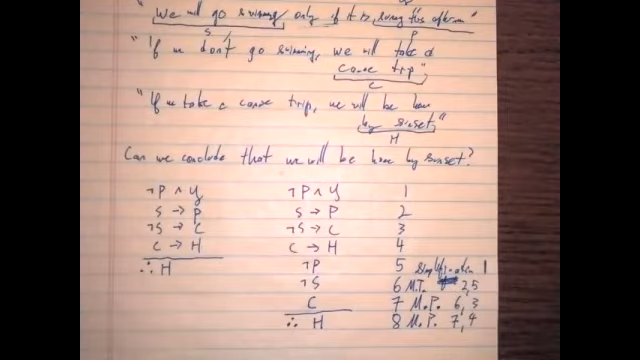 "We will go swimming only if it is sunny this afternoon"
S P
"If we don't go swimming, we will take a
canoe trip"
C
"If we take a canoe trip, we will be home
by sunset"
H
Can we conclude that we will be home by sunset?
¬P ∧ Y ¬P ∧ Y 1
S → P S → P 2
¬S → C ¬S → C 3
C → H C → H 4
∴ H ¬P 5 Simplification 1
¬S 6 M.T. 2,5
C 7 M.P. 6,3
∴ H 8 M.P. 7,4